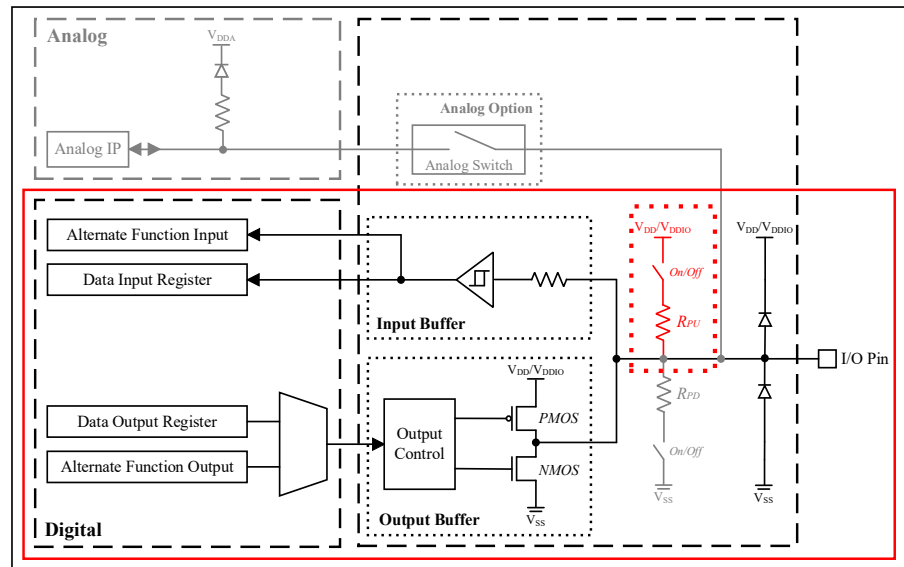 Analog
VDDA
Analog Option
Analog IP
Analog Switch
Alternate Function Input
Data Input Register
Input Buffer
VDD/VDDIO
On/Off
RPU
VDD/VDDIO
I/O Pin
RPD
On/Off
VSS
VSS
Data Output Register
Alternate Function Output
Output Control
VDD/VDDIO
PMOS
NMOS
VSS
Output Buffer
Digital